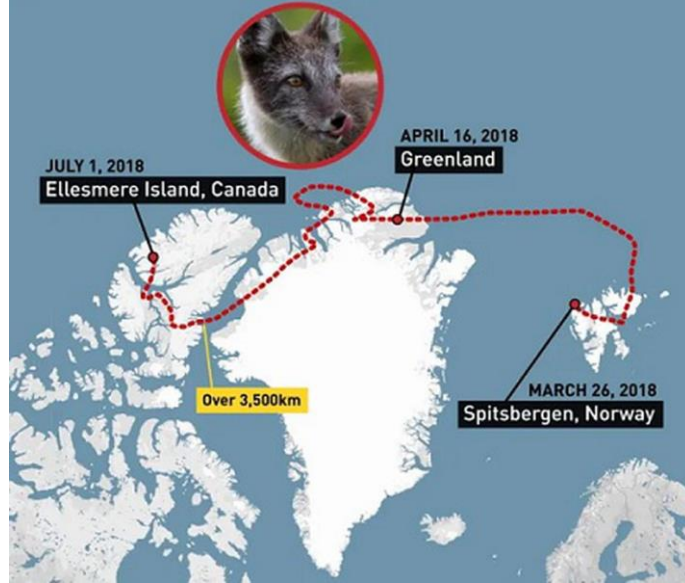 APRIL 16, 2018
Greenland
JULY 1, 2018
Ellesmere Island, Canada
Over 3,500km
MARCH 26, 2018
Spitsbergen, Norway